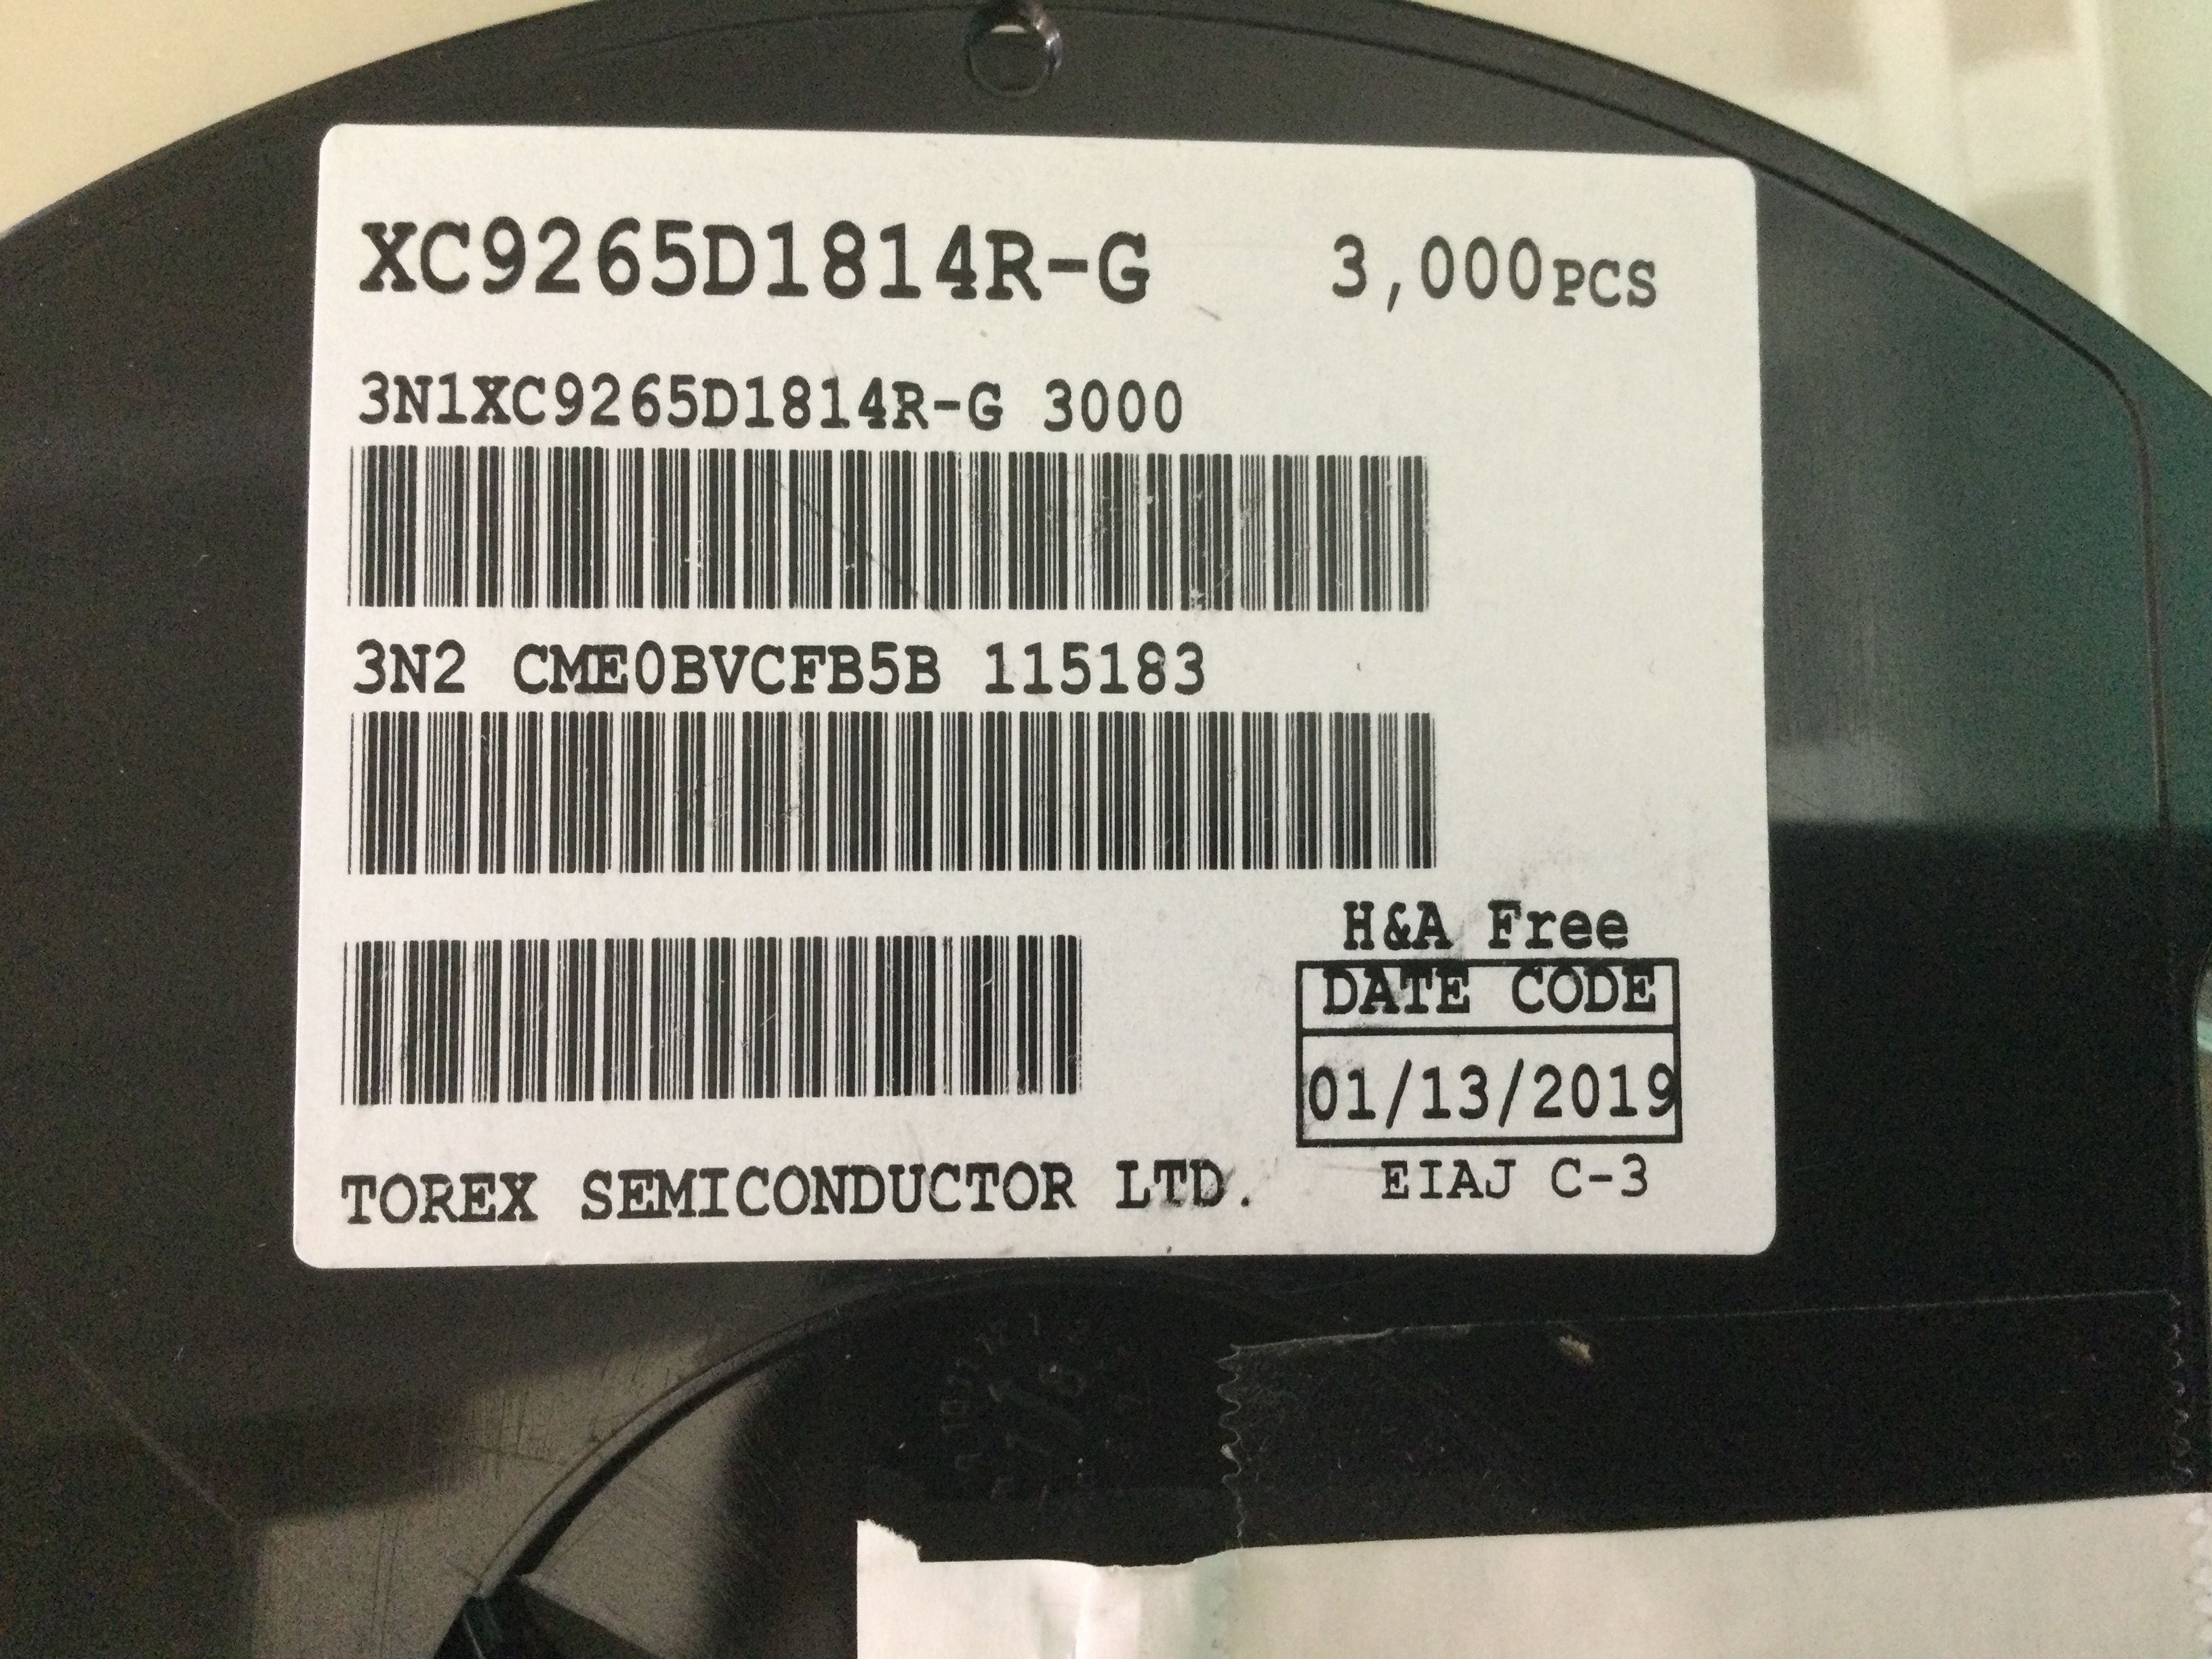 XC9265D1814R-G 3,000PCS
3N1XC9265D1814R-G 3000
3N2 CME0BVCFB5B 115183
H&A Free
DATE CODE
01/13/2019
TOREX SEMICONDUCTOR LTD.
EIAJ C-3